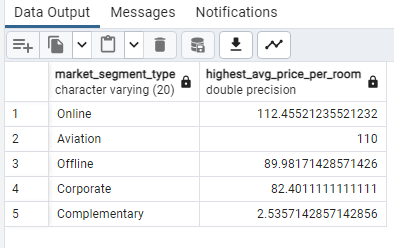 Data Output Messages Notifications
market_segment_type highest_avg_price_per_room
character varying (20) double precision
1 Online 112.45521235521232
2 Aviation 110
3 Offline 89.98171428571426
4 Corporate 82.4011111111111
5 Complementary 2.5357142857142856